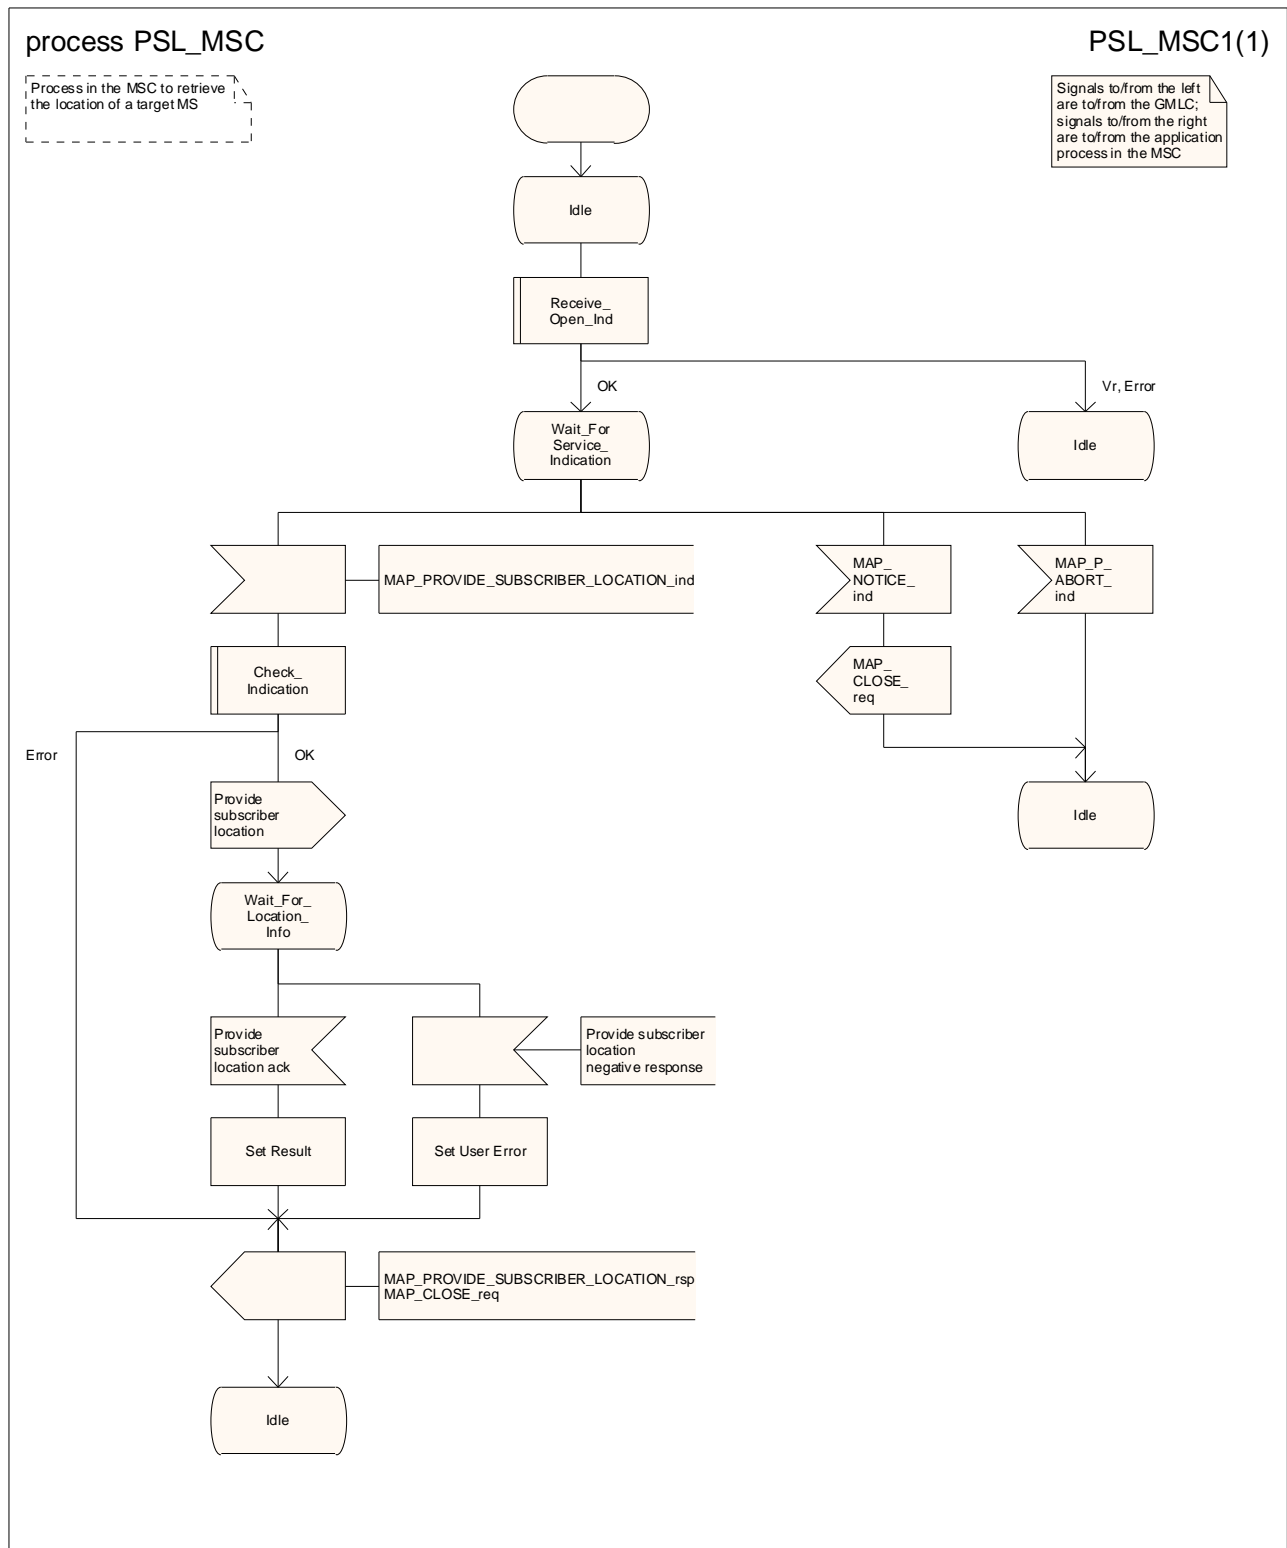 process PSL_MSC
PSL_MSC1(1)
Process in the MSC to retrieve
the location of a target MS
Signals to/from the left
are to/from the GMLC;
signals to/from the right
are to/from the application
process in the MSC
Idle
Receive_
Open_Ind
OK
Vr, Error
Wait_For
Service_
Indication
Idle
MAP_PROVIDE_SUBSCRIBER_LOCATION_ind
MAP_
NOTICE_
ind
MAP_P_
ABORT_
ind
Check_
Indication
MAP_
CLOSE_
req
Error
OK
Provide
subscriber
location
Idle
Wait_For_
Location_
Info
Provide
subscriber
location ack
Provide subscriber
location
negative response
Set Result
Set User Error
MAP_PROVIDE_SUBSCRIBER_LOCATION_rsp
MAP_CLOSE_req
Idle